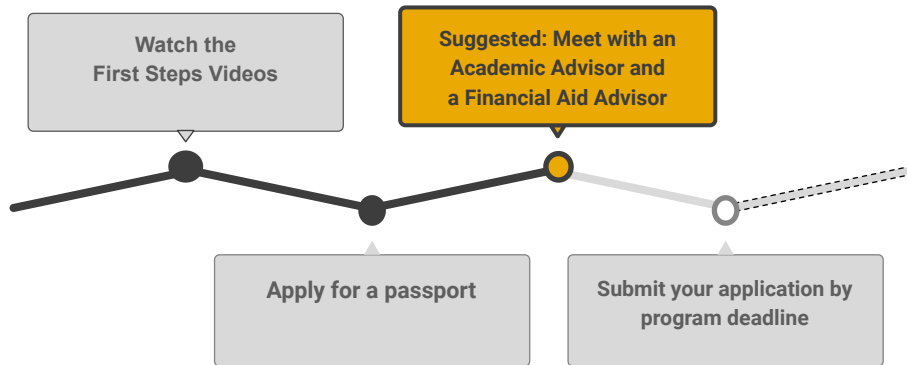 Watch the
First Steps Videos
Apply for a passport
Suggested: Meet with an
Academic Advisor and
a Financial Aid Advisor
Submit your application by
program deadline